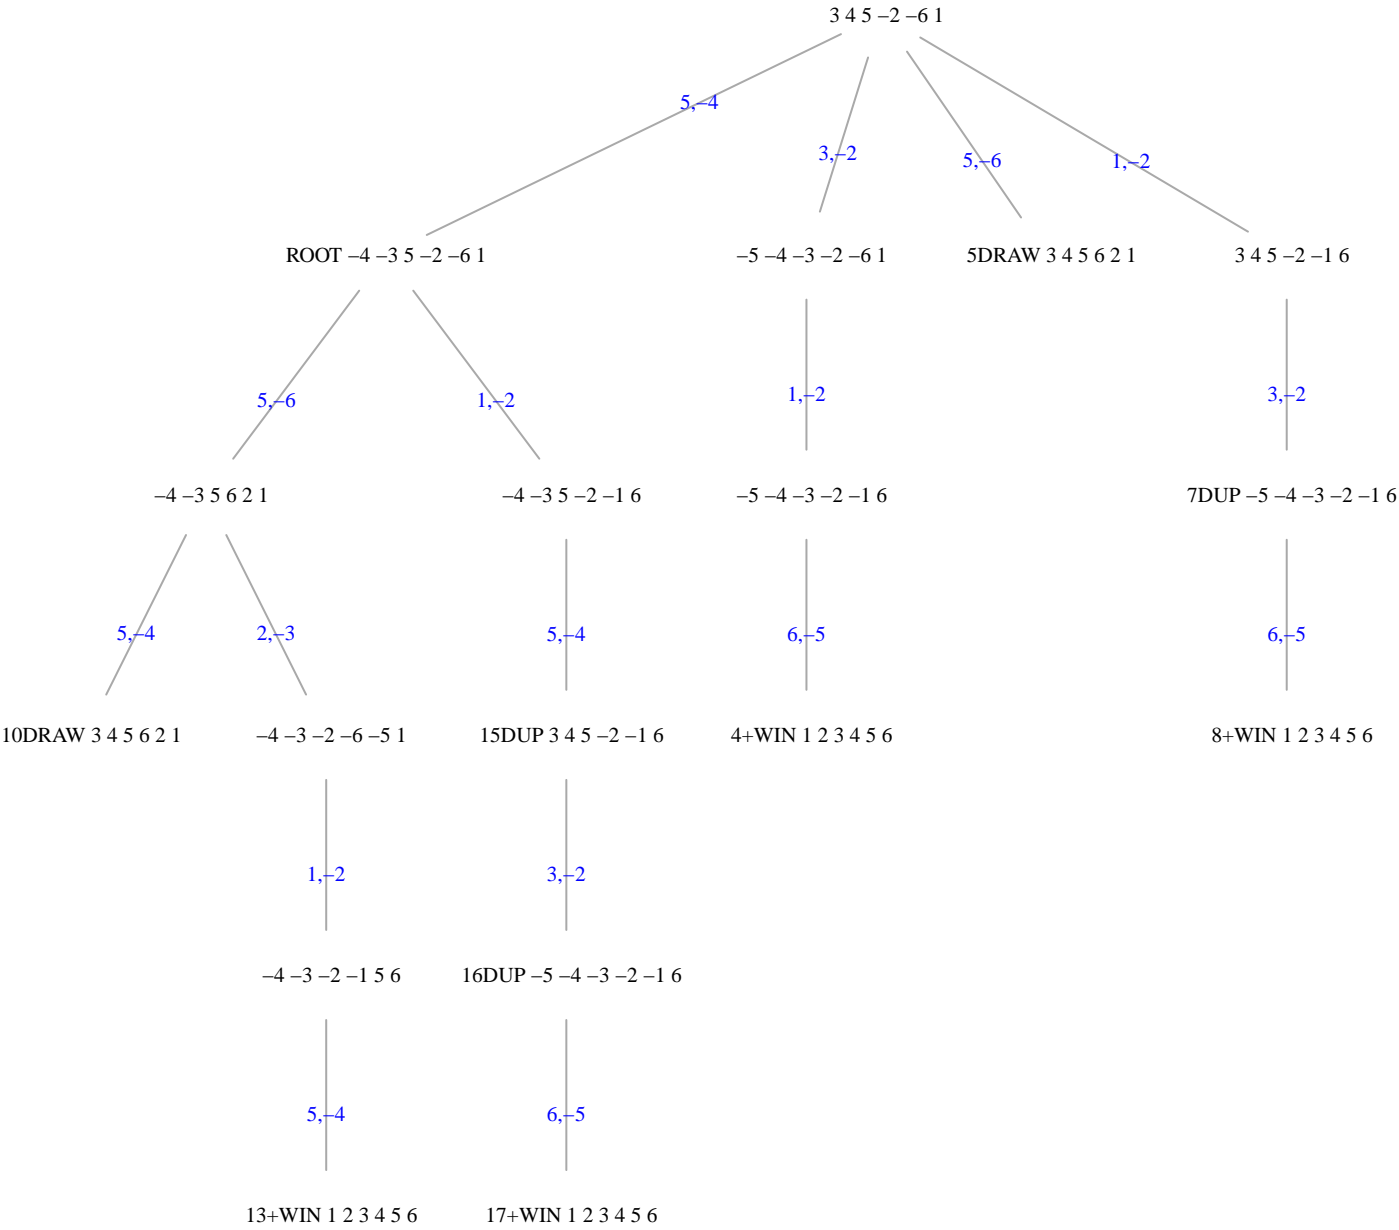 3 4 5 −2 −6 1
5,−4
3,−2
5,−6
1,−2
ROOT −4 −3 5 −2 −6 1
−5 −4 −3 −2 −6 1
5DRAW 3 4 5 6 2 1
3 4 5 −2 −1 6
5,−6
1,−2
1,−2
3,−2
−4 −3 5 6 2 1
−4 −3 5 −2 −1 6
−5 −4 −3 −2 −1 6
7DUP −5 −4 −3 −2 −1 6
5,−4
2,−3
5,−4
6,−5
6,−5
10DRAW 3 4 5 6 2 1
−4 −3 −2 −6 −5 1
15DUP 3 4 5 −2 −1 6
4+WIN 1 2 3 4 5 6
8+WIN 1 2 3 4 5 6
1,−2
3,−2
−4 −3 −2 −1 5 6
16DUP −5 −4 −3 −2 −1 6
5,−4
6,−5
13+WIN 1 2 3 4 5 6
17+WIN 1 2 3 4 5 6